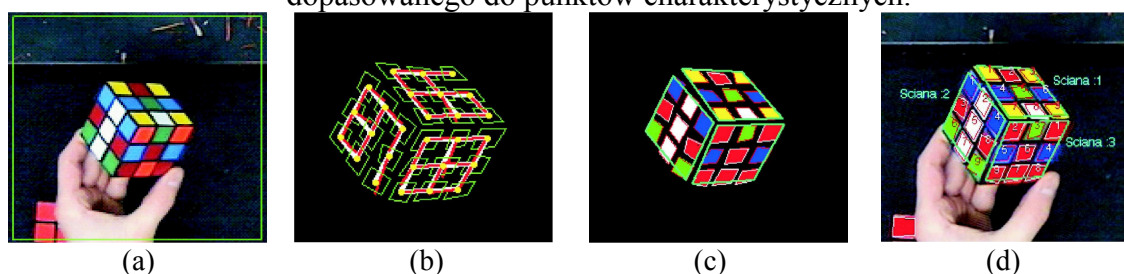 dopasowanego do punktów charakterystycznych.
Sciana :1
Sciana :2
Sciana :3
(a) (b) (c) (d)